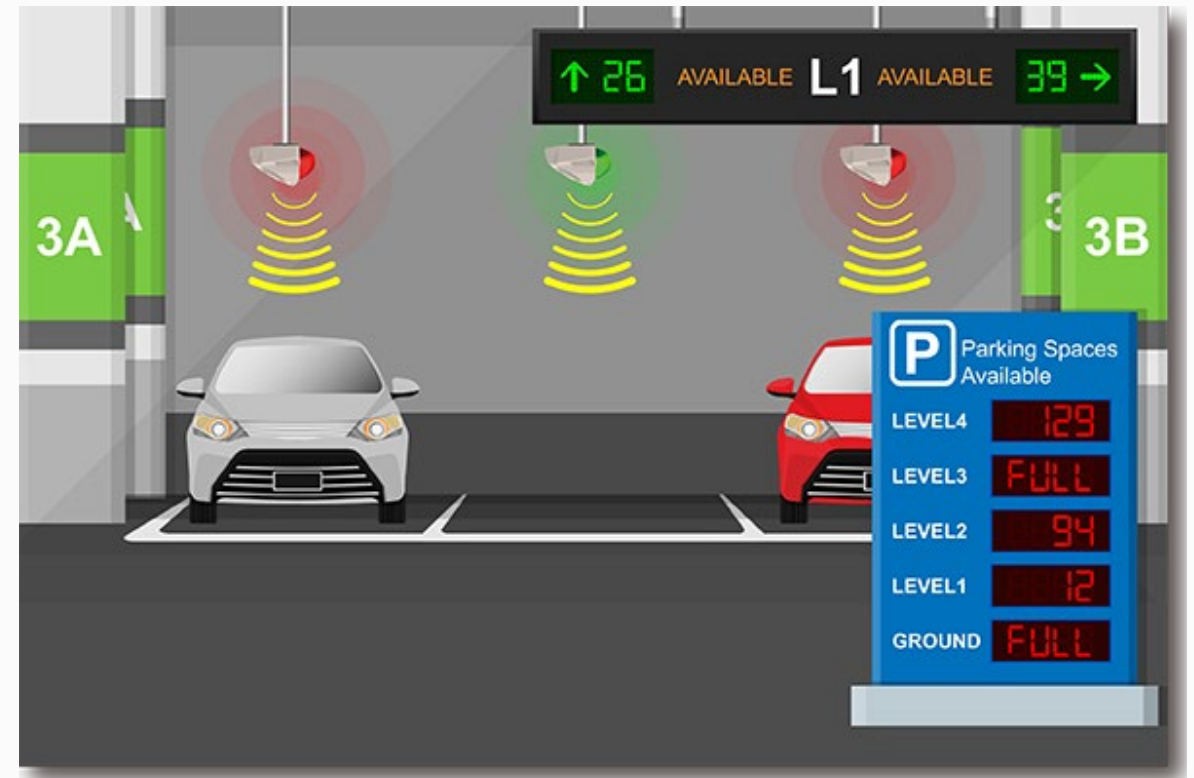 ↑ 26 AVAILABLE L1 AVAILABLE 39 →
3A
3B
P Parking Spaces
Available
LEVEL4 129
LEVEL3 FULL
LEVEL2 94
LEVEL1 12
GROUND FULL